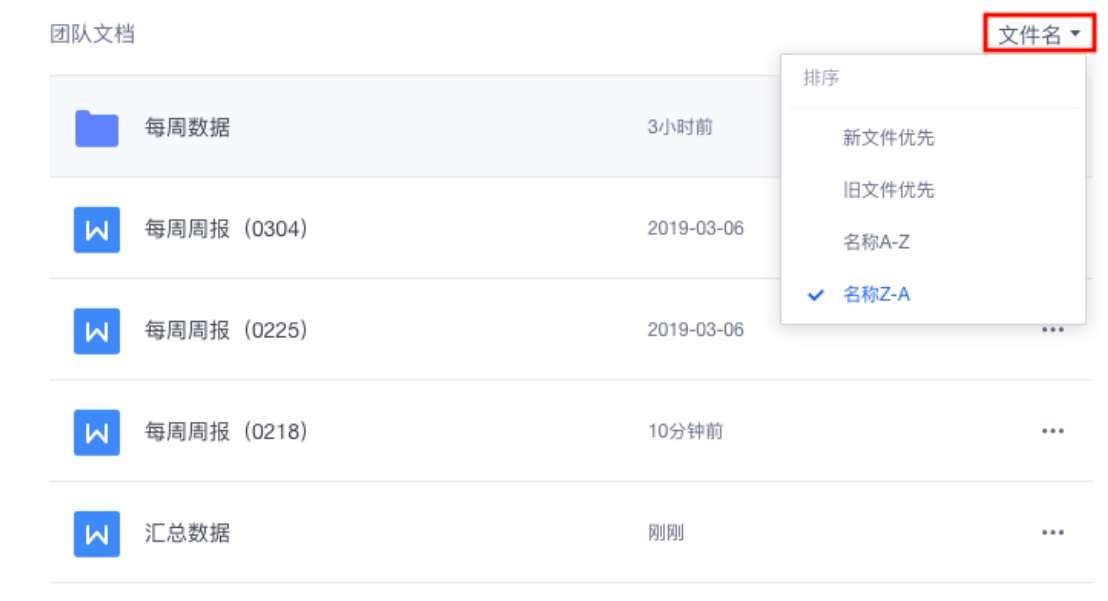 团队文档
文件名
排序
每周数据
3小时前
新文件优先
旧文件优先
名称A-Z
名称Z-A
每周周报（0304）
2019-03-06
每周周报（0225）
2019-03-06
每周周报（0218）
10分钟前
汇总数据
刚刚